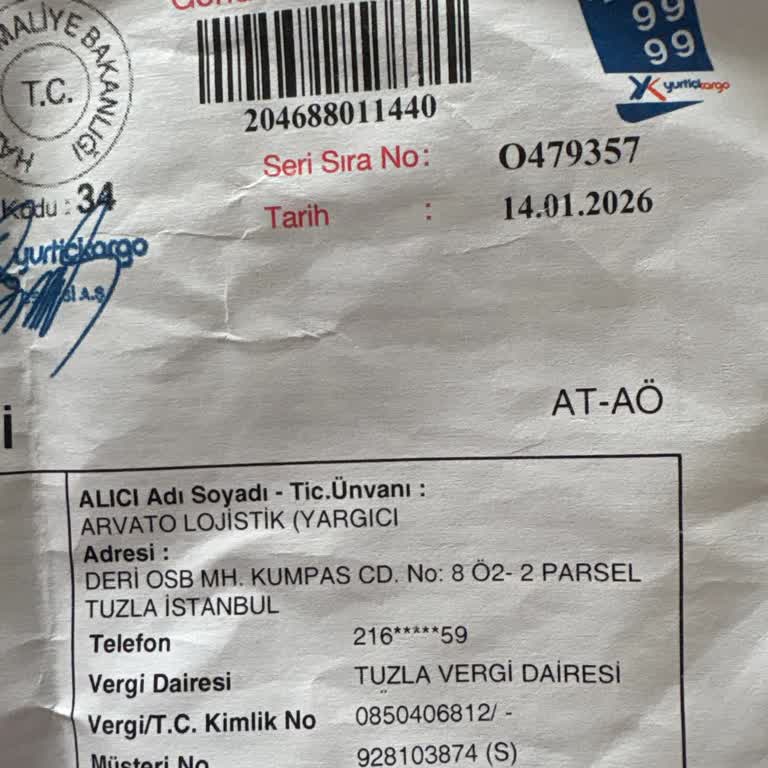 MALİYE BAKANLIĞI
T.C.
99
99
yurtiçikargo
204688011440
Seri Sıra No: O479357
Kodu : 34
Tarih : 14.01.2026
yurtiçikargo
AT-AÖ
ALICI Adı Soyadı - Tic.Ünvanı :
ARVATO LOJİSTİK (YARGICI
Adresi :
DERİ OSB MH. KUMPAS CD. No: 8 Ö2- 2 PARSEL
TUZLA İSTANBUL
Telefon 216*****59
Vergi Dairesi TUZLA VERGİ DAİRESİ
Vergi/T.C. Kimlik No 0850406812/ -
Müşteri No 928103874 (S)